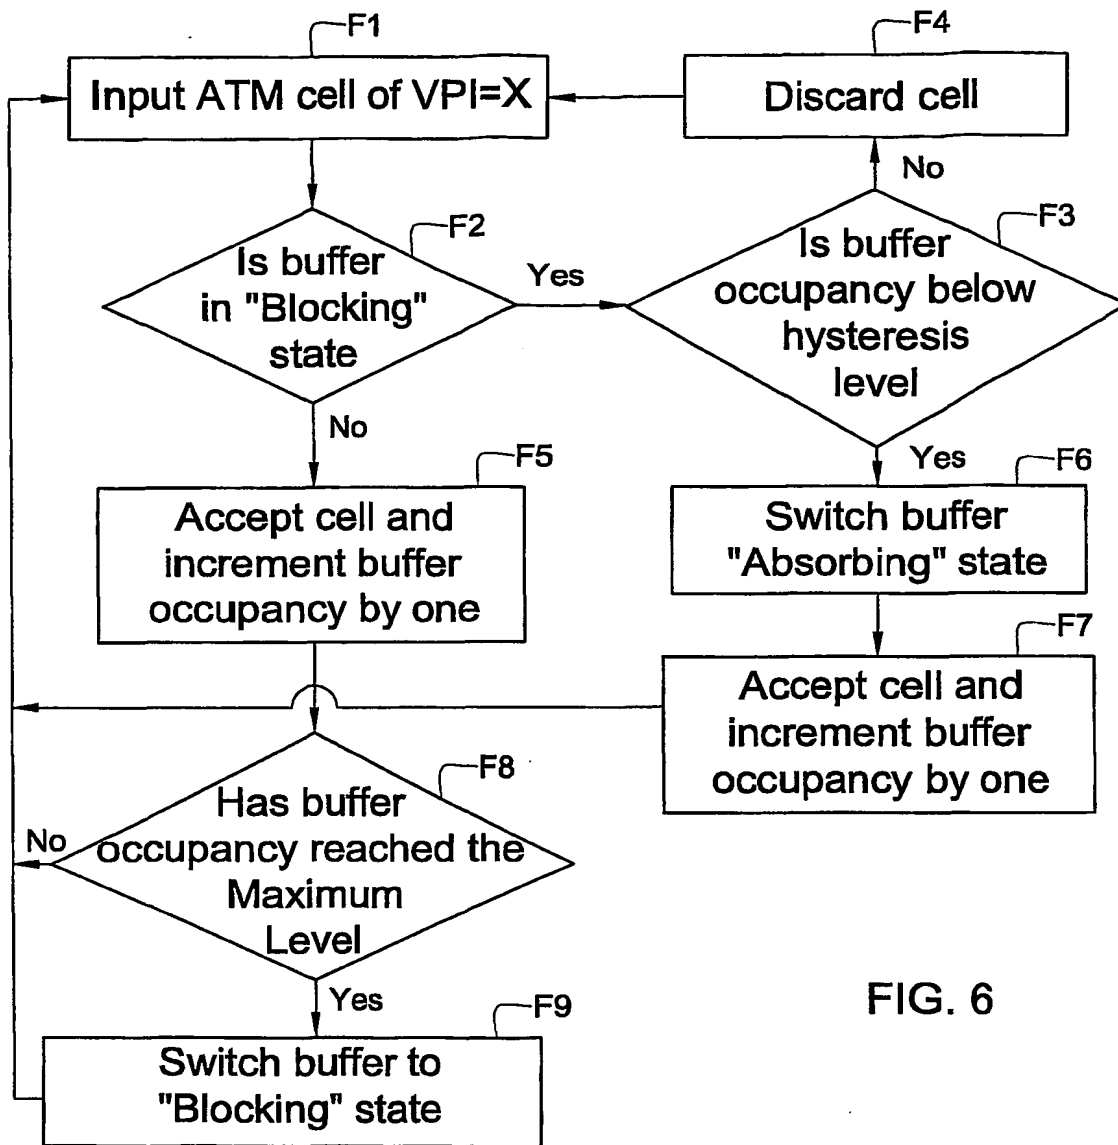 F1
Input ATM cell of VPI=X
F4
Discard cell
No
F2
Is buffer
in "Blocking"
state
Yes
F3
Is buffer
occupancy below
hysteresis
level
No
Yes
F5
Accept cell and
increment buffer
occupancy by one
F6
Switch buffer
"Absorbing" state
F7
Accept cell and
increment buffer
occupancy by one
F8
Has buffer
occupancy reached the
Maximum
Level
No
Yes
F9
Switch buffer to
"Blocking" state
FIG. 6